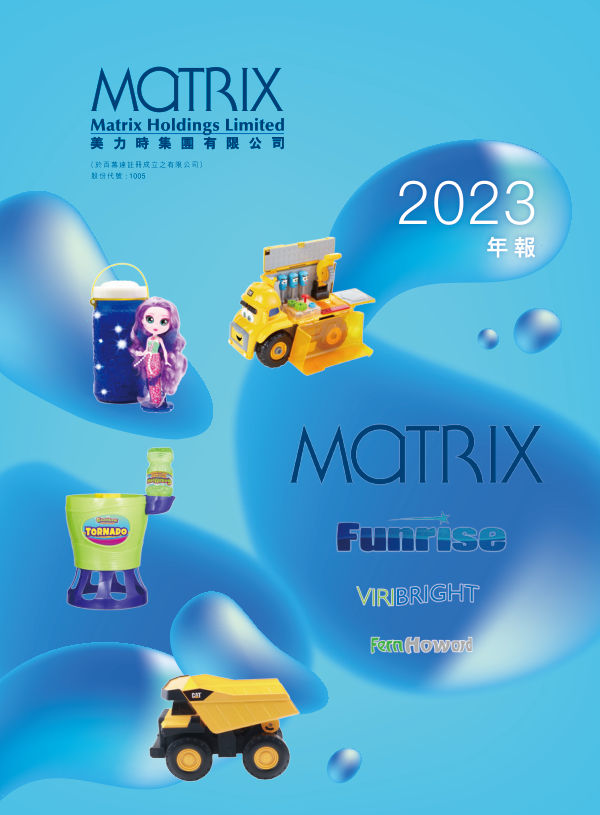 MATRIX
Matrix Holdings Limited
美力時集團有限公司
（於百慕達註冊成立之有限公司）
股份代號：1005
2023
年報
MATRIX
Funrise
VIRIBRIGHT
FernHoward
TORNADO
CAT